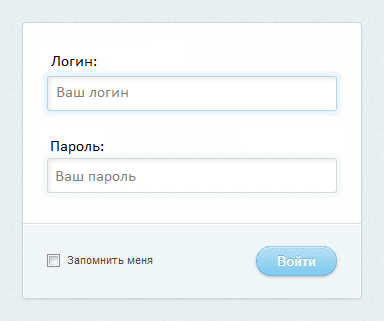 Логин:
Ваш логин
Пароль:
Ваш пароль
Запомнить меня
Войти